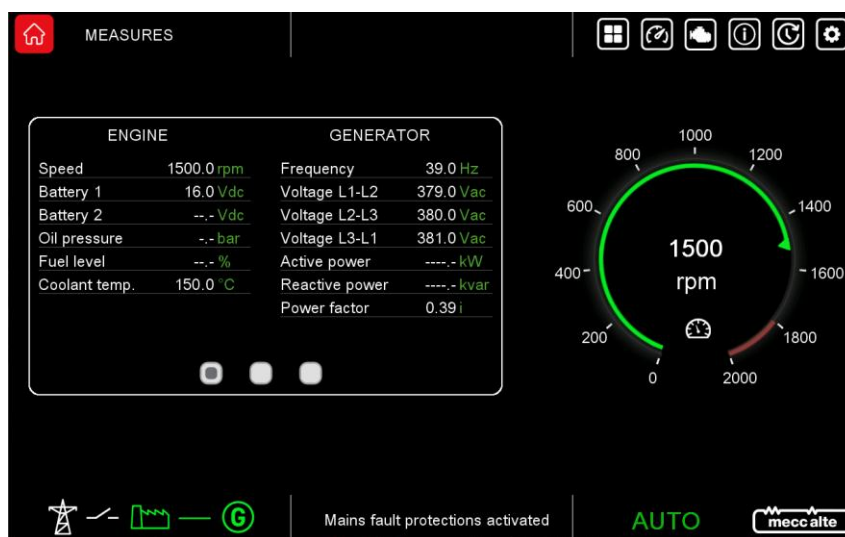 MEASURES
ENGINE GENERATOR
Speed 1500.0 rpm Frequency 39.0 Hz
Battery 1 16.0 Vdc Voltage L1-L2 379.0 Vac
Battery 2 --.- Vdc Voltage L2-L3 380.0 Vac
Oil pressure -.- bar Voltage L3-L1 381.0 Vac
Fuel level --.- % Active power ----.- kW
Coolant temp. 150.0 °C Reactive power ----.- kvar
Power factor 0.39 i
0
200
400
600
800
1000
1200
1400
1600
1800
2000
1500
rpm
G
Mains fault protections activated
AUTO
mecc alte